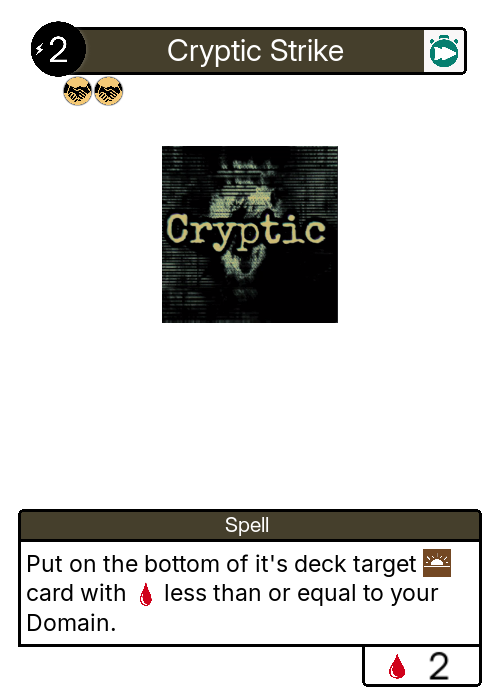 2
Cryptic Strike
Cryptic
Spell
Put on the bottom of it's deck target
card with less than or equal to your
Domain.
2